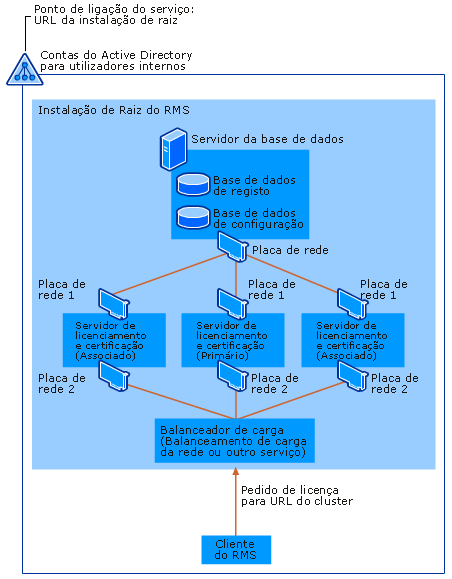 Ponto de ligação do serviço:
URL da instalação de raiz
Contas do Active Directory
para utilizadores internos
Instalação de Raiz do RMS
Servidor da base de dados
Base de dados
de registo
Base de dados
de configuração
Placa de rede
Placa de
rede 1
Placa de
rede 1
Placa de
rede 1
Servidor de
licenciamento
e certificação
(Associado)
Servidor de
licenciamento
e certificação
(Primário)
Servidor de
licenciamento
e certificação
(Associado)
Placa de
rede 2
Placa de
rede 2
Placa de
rede 2
Balanceador de carga
(Balanceamento de carga
da rede ou outro serviço)
Pedido de licença
para URL do cluster
Cliente
do RMS